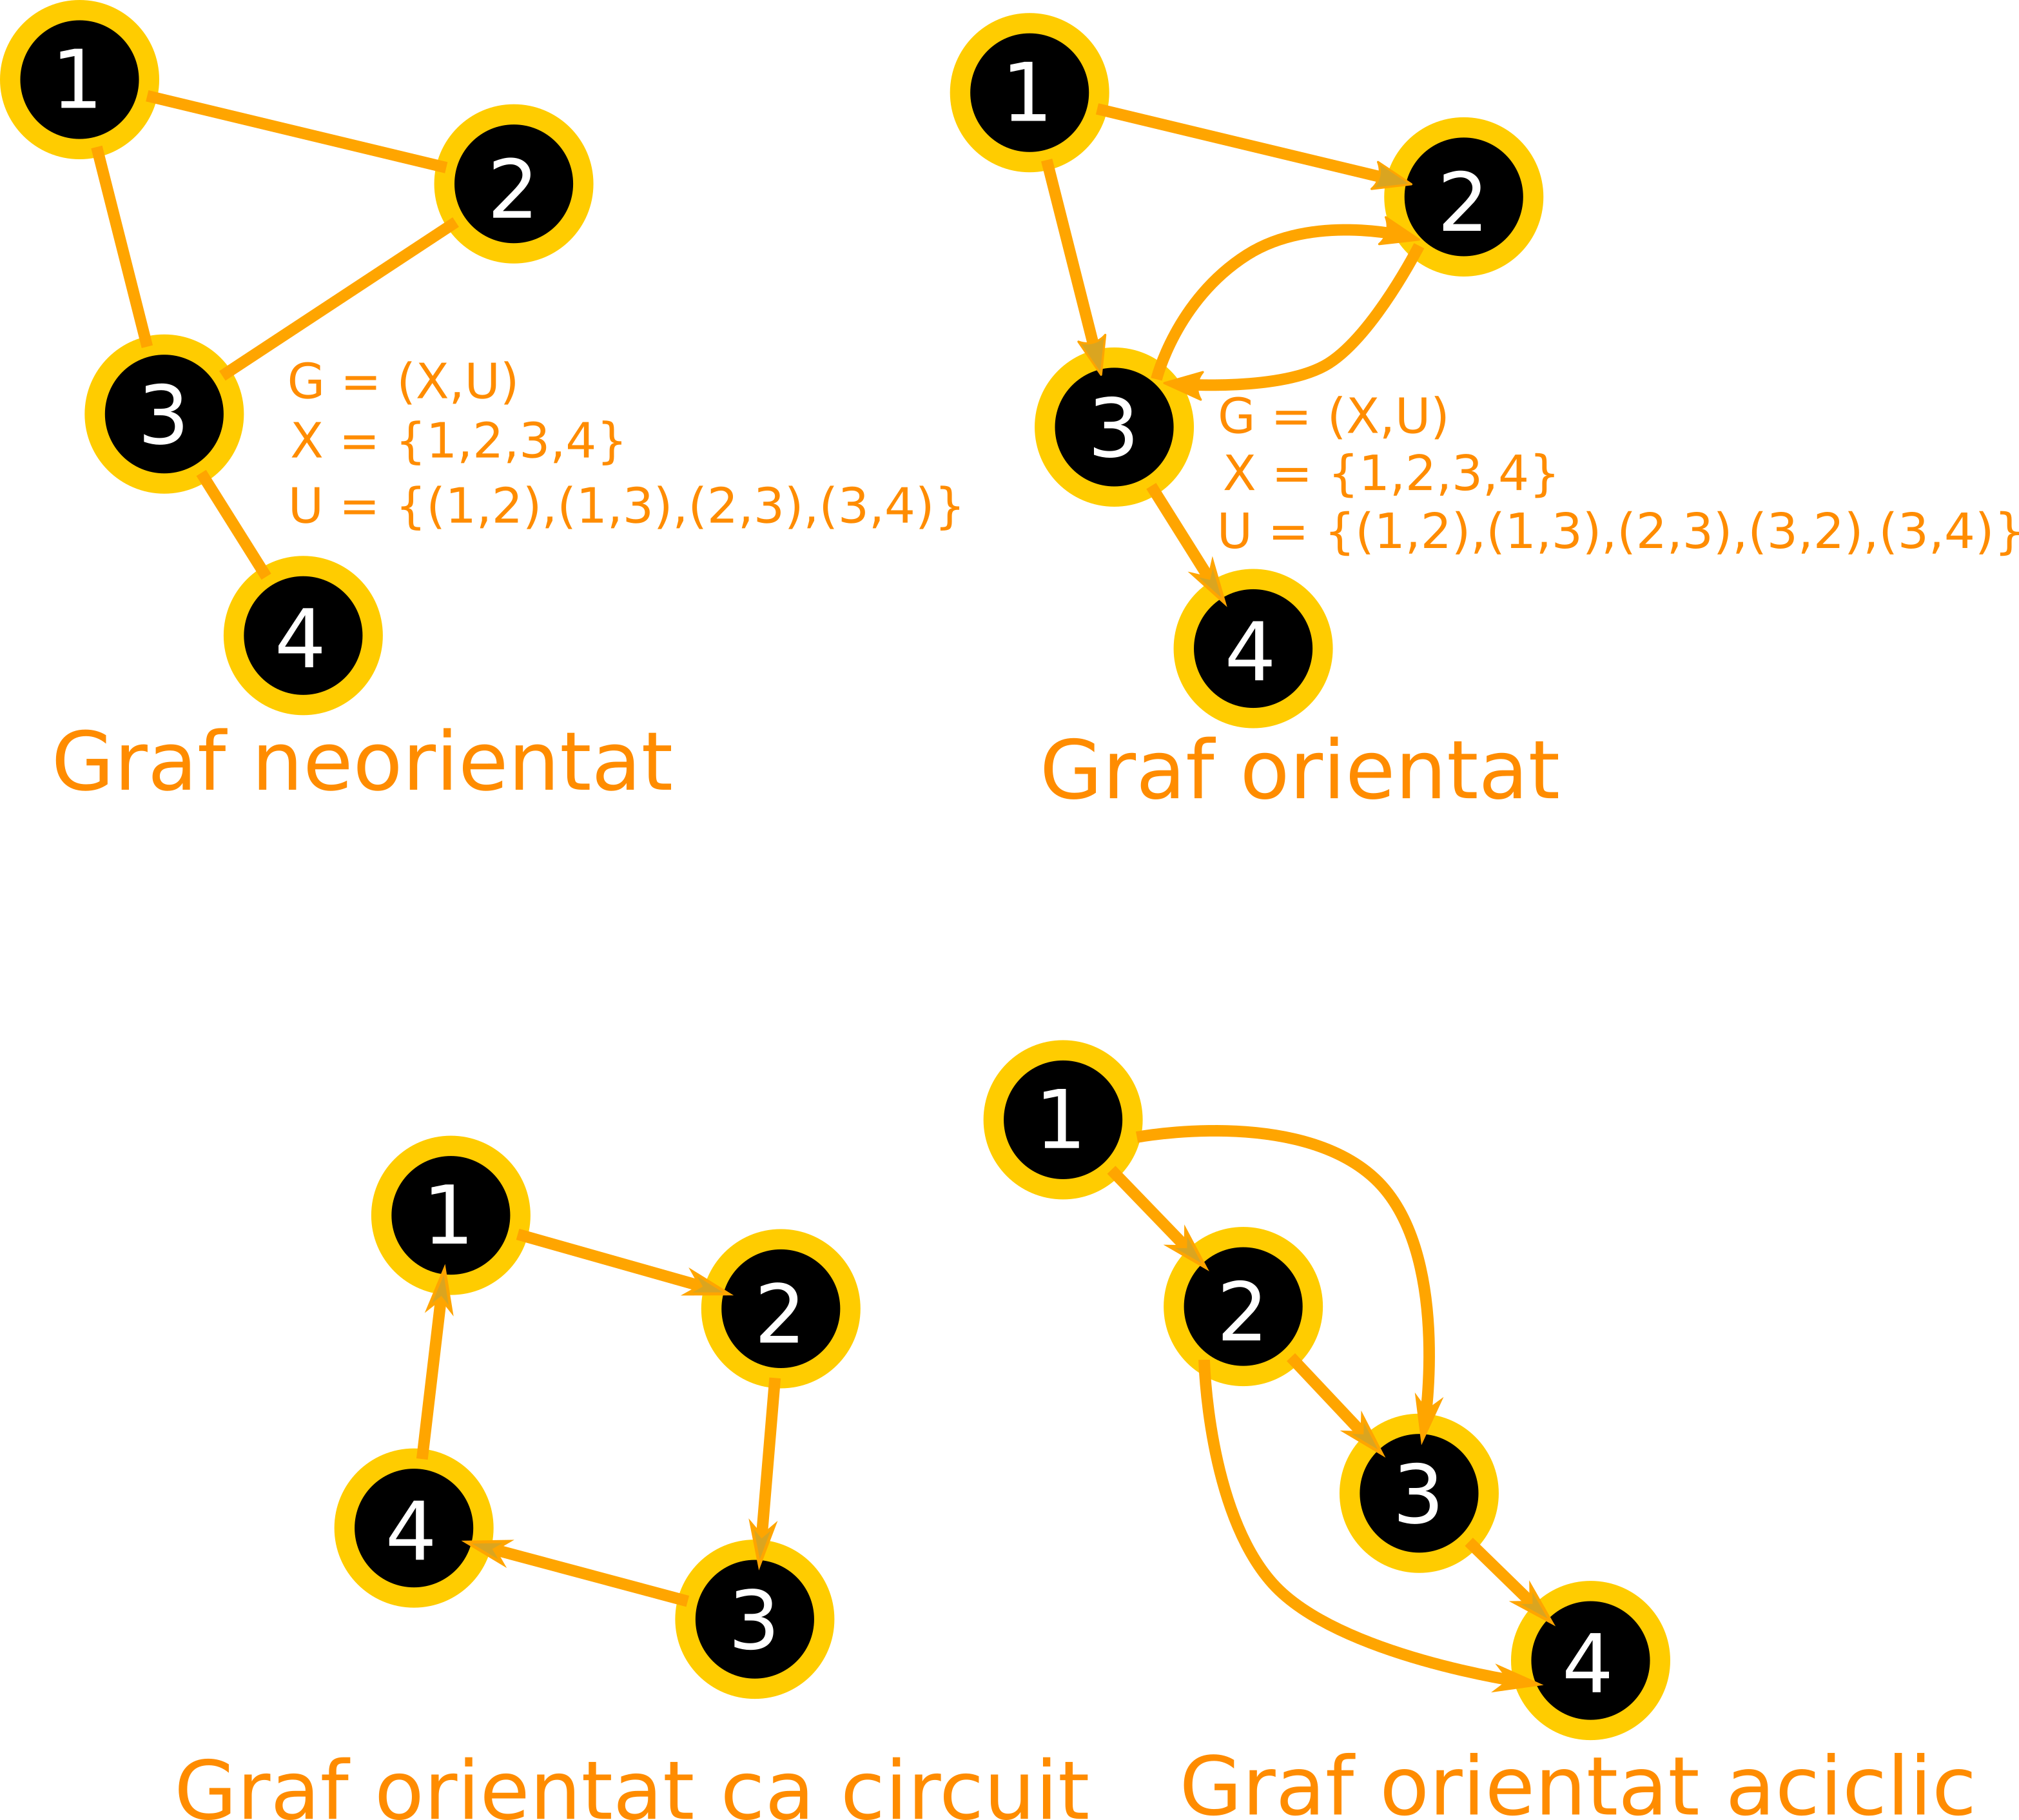 1
2
3
4
G = (X,U)
X = {1,2,3,4}
U = {(1,2),(1,3),(2,3),(3,4)}
Graf neorientat
1
2
3
4
G = (X,U)
X = {1,2,3,4}
U = {(1,2),(1,3),(2,3),(3,2),(3,4)}
Graf orientat
1
2
4
3
Graf orientat ca circuit
1
2
3
4
Graf orientat aciclic